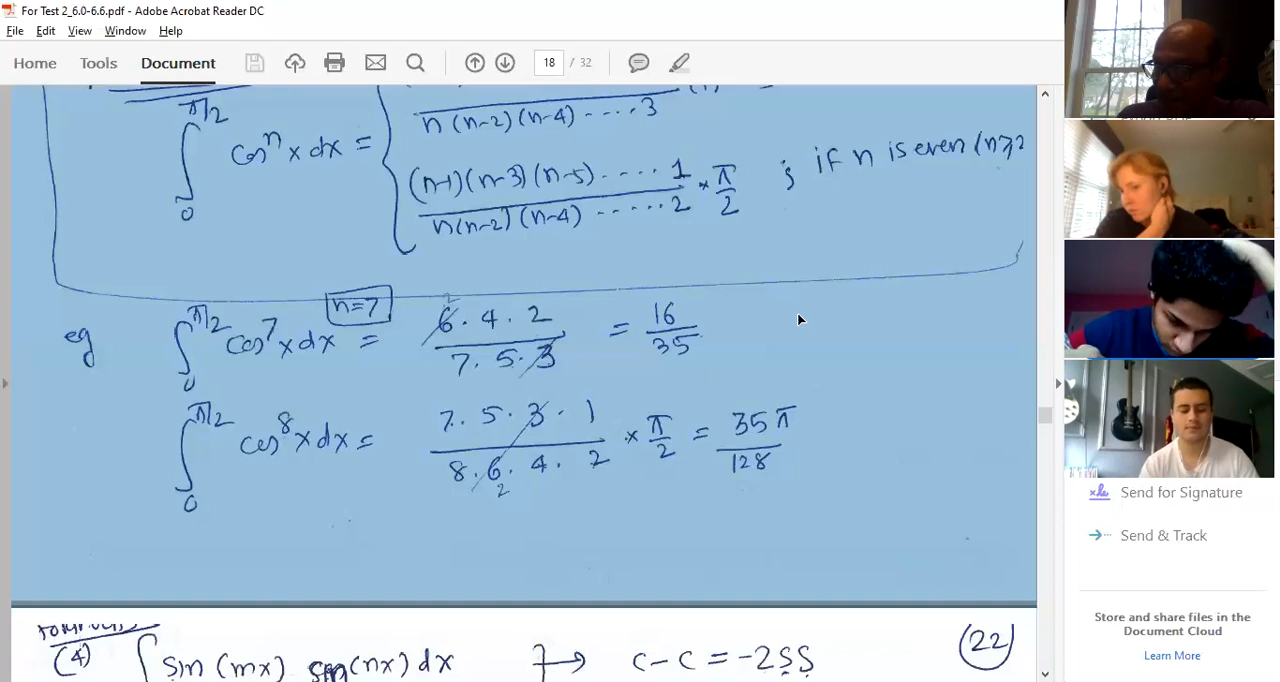 For Test 2_6.0-6.6.pdf - Adobe Acrobat Reader DC
File Edit View Window Help
Home Tools Document 18 / 32
π/2
∫ cosⁿ x dx =
0
n (n-2) (n-4) ---- 3
(n-1) (n-3) (n-5) ---- 1
n(n-2) (n-4) ------ 2
× π/2 ; if n is even (n≥2
n=7
eg ∫₀^π/2 cos⁷ x dx = 6. 4. 2 / 7. 5. 3 = 16/35
∫₀^π/2 cos⁸ x dx = 7. 5. 3. 1 / 8. 6. 4. 2 × π/2 = 35π/128
2
2
(4) ∫ sin (mx) sin (nx) dx → C-C = -2SS (22)
Send for Signature
Send & Track
Store and share files in the
Document Cloud
Learn More